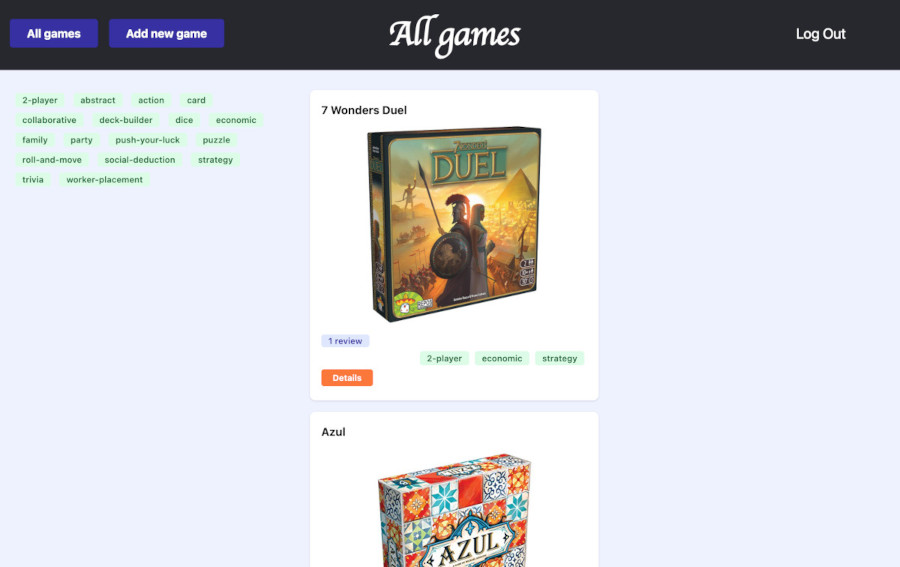 All games Add new game All games Log Out
2-player abstract action card
collaborative deck-builder dice economic
family party push-your-luck puzzle
roll-and-move social-deduction strategy
trivia worker-placement
7 Wonders Duel
7 WONDERS
DUEL
1 review
2-player economic strategy
Details
Azul
AZUL